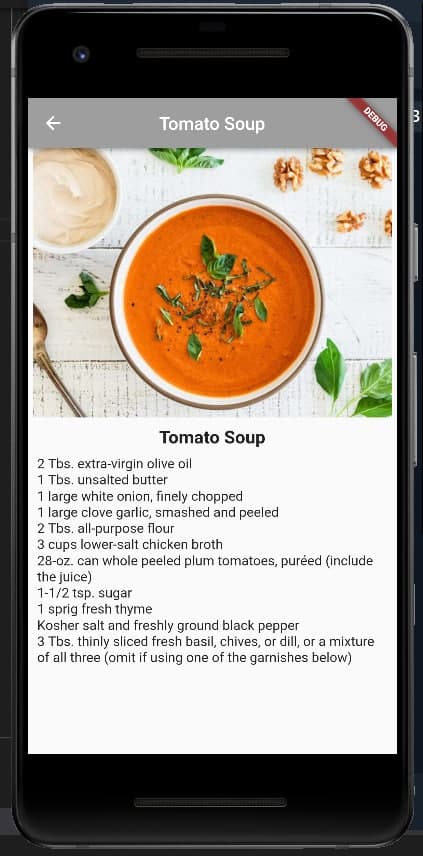 3
DEBUG
Tomato Soup
Tomato Soup
2 Tbs. extra-virgin olive oil
1 Tbs. unsalted butter
1 large white onion, finely chopped
1 large clove garlic, smashed and peeled
2 Tbs. all-purpose flour
3 cups lower-salt chicken broth
28-oz. can whole peeled plum tomatoes, puréed (include
the juice)
1-1/2 tsp. sugar
1 sprig fresh thyme
Kosher salt and freshly ground black pepper
3 Tbs. thinly sliced fresh basil, chives, or dill, or a mixture
of all three (omit if using one of the garnishes below)